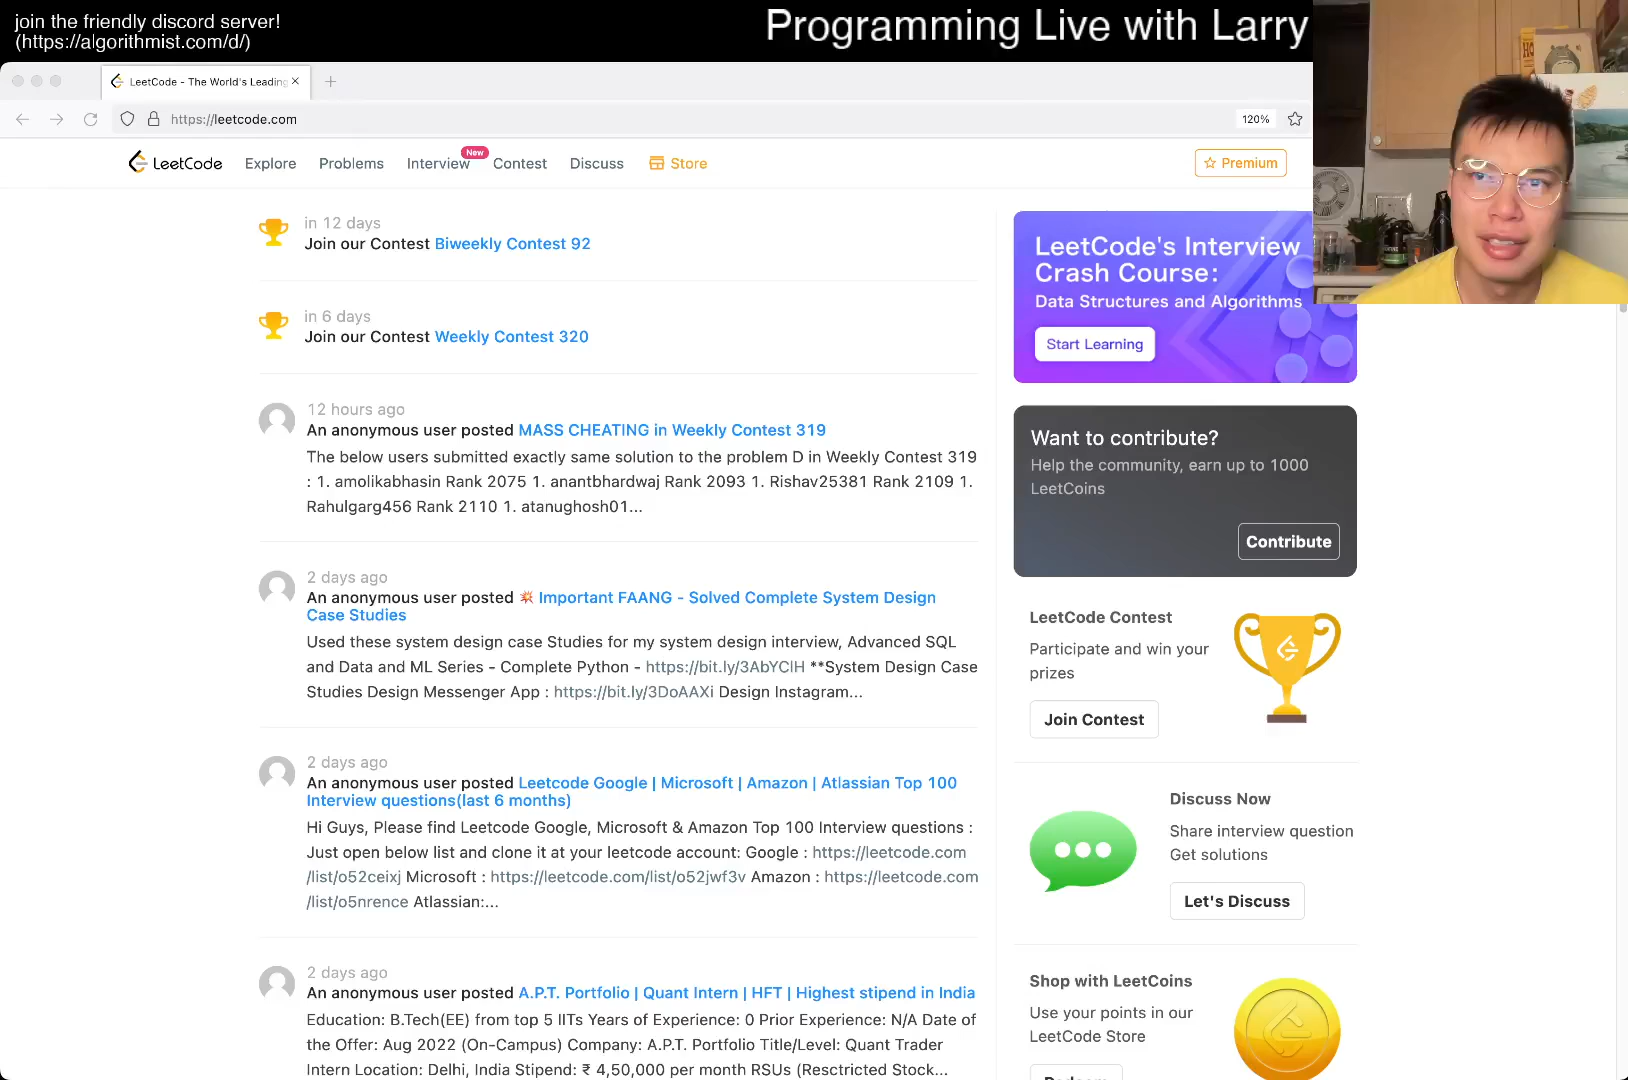 join the friendly discord server!
(https://algorithmist.com/d/)
Programming Live with Larry
LeetCode - The World's Leading
https://leetcode.com
120%
LeetCode
Explore
Problems
Interview
New
Contest
Discuss
Store
Premium
in 12 days
Join our Contest Biweekly Contest 92
in 6 days
Join our Contest Weekly Contest 320
12 hours ago
An anonymous user posted MASS CHEATING in Weekly Contest 319
The below users submitted exactly same solution to the problem D in Weekly Contest 319
: 1. amolikabhasin Rank 2075 1. anantbhardwaj Rank 2093 1. Rishav25381 Rank 2109 1.
Rahulgarg456 Rank 2110 1. atanughosh01...
2 days ago
An anonymous user posted 💥 Important FAANG - Solved Complete System Design
Case Studies
Used these system design case Studies for my system design interview, Advanced SQL
and Data and ML Series - Complete Python - https://bit.ly/3AbYClH **System Design Case
Studies Design Messenger App : https://bit.ly/3DoAAXi Design Instagram...
2 days ago
An anonymous user posted Leetcode Google | Microsoft | Amazon | Atlassian Top 100
Interview questions(last 6 months)
Hi Guys, Please find Leetcode Google, Microsoft & Amazon Top 100 Interview questions :
Just open below list and clone it at your leetcode account: Google : https://leetcode.com
/list/o52ceixj Microsoft : https://leetcode.com/list/o52jwf3v Amazon : https://leetcode.com
/list/o5nrence Atlassian:...
2 days ago
An anonymous user posted A.P.T. Portfolio | Quant Intern | HFT | Highest stipend in India
Education: B.Tech(EE) from top 5 IITs Years of Experience: 0 Prior Experience: N/A Date of
the Offer: Aug 2022 (On-Campus) Company: A.P.T. Portfolio Title/Level: Quant Trader
Intern Location: Delhi, India Stipend: ₹ 4,50,000 per month RSUs (Resctricted Stock...
LeetCode's Interview
Crash Course:
Data Structures and Algorithms
Start Learning
Want to contribute?
Help the community, earn up to 1000
LeetCoins
Contribute
LeetCode Contest
Participate and win your
prizes
Join Contest
Discuss Now
Share interview question
Get solutions
Let's Discuss
Shop with LeetCoins
Use your points in our
LeetCode Store